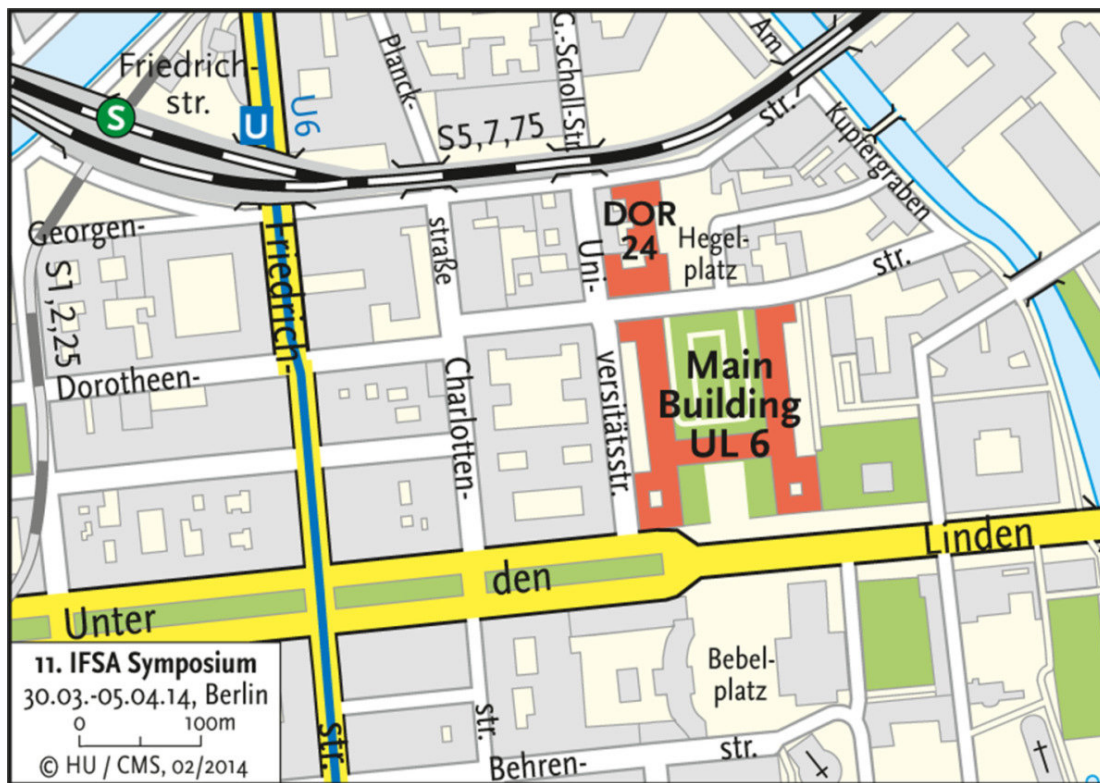 Friedrich-
str.
S
U
U6
Planck-
straße
G.-Scholl-Str.
S5,7,75
Am
Kupfergraben
Georgen-
str.
DOR
24
Hegel-
platz
Uni-
versitätsstr.
S1,2,25
Friedrich-
str.
Dorotheen-
str.
Charlotten-
str.
Main
Building
UL 6
Unter
den
Linden
Bebel-
platz
Behren-
str.
11. IFSA Symposium
30.03.-05.04.14, Berlin
0
100m
© HU / CMS, 02/2014